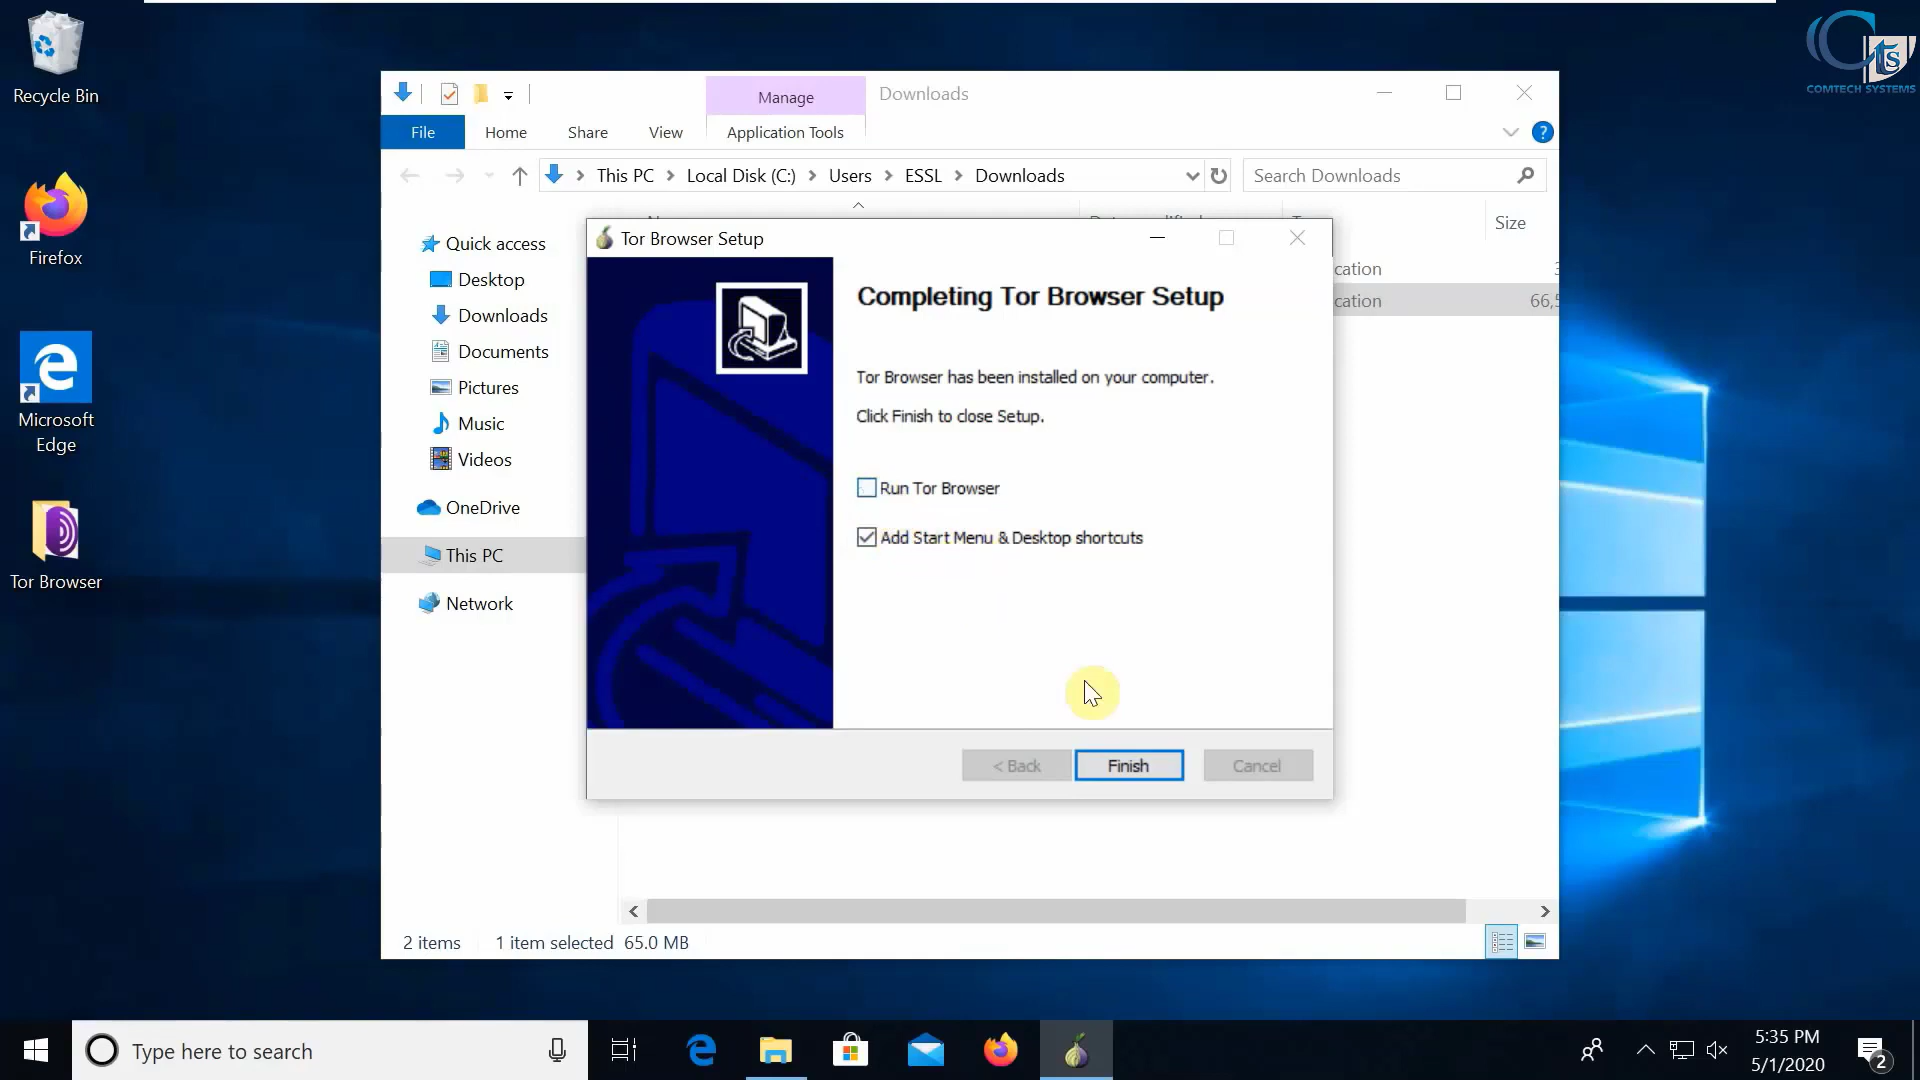 Recycle Bin
Firefox
Microsoft
Edge
Tor Browser
CTS
COMTECH SYSTEMS
Manage
Downloads
File
Home
Share
View
Application Tools
?
This PC
Local Disk (C:)
Users
ESSL
Downloads
Search Downloads
Size
Quick access
Desktop
Downloads
Documents
Pictures
Music
Videos
OneDrive
This PC
Network
cation
cation
66,5
Tor Browser Setup
Completing Tor Browser Setup
Tor Browser has been installed on your computer.
Click Finish to close Setup.
Run Tor Browser
Add Start Menu & Desktop shortcuts
< Back
Finish
Cancel
2 items
1 item selected 65.0 MB
Type here to search
5:35 PM
5/1/2020
2